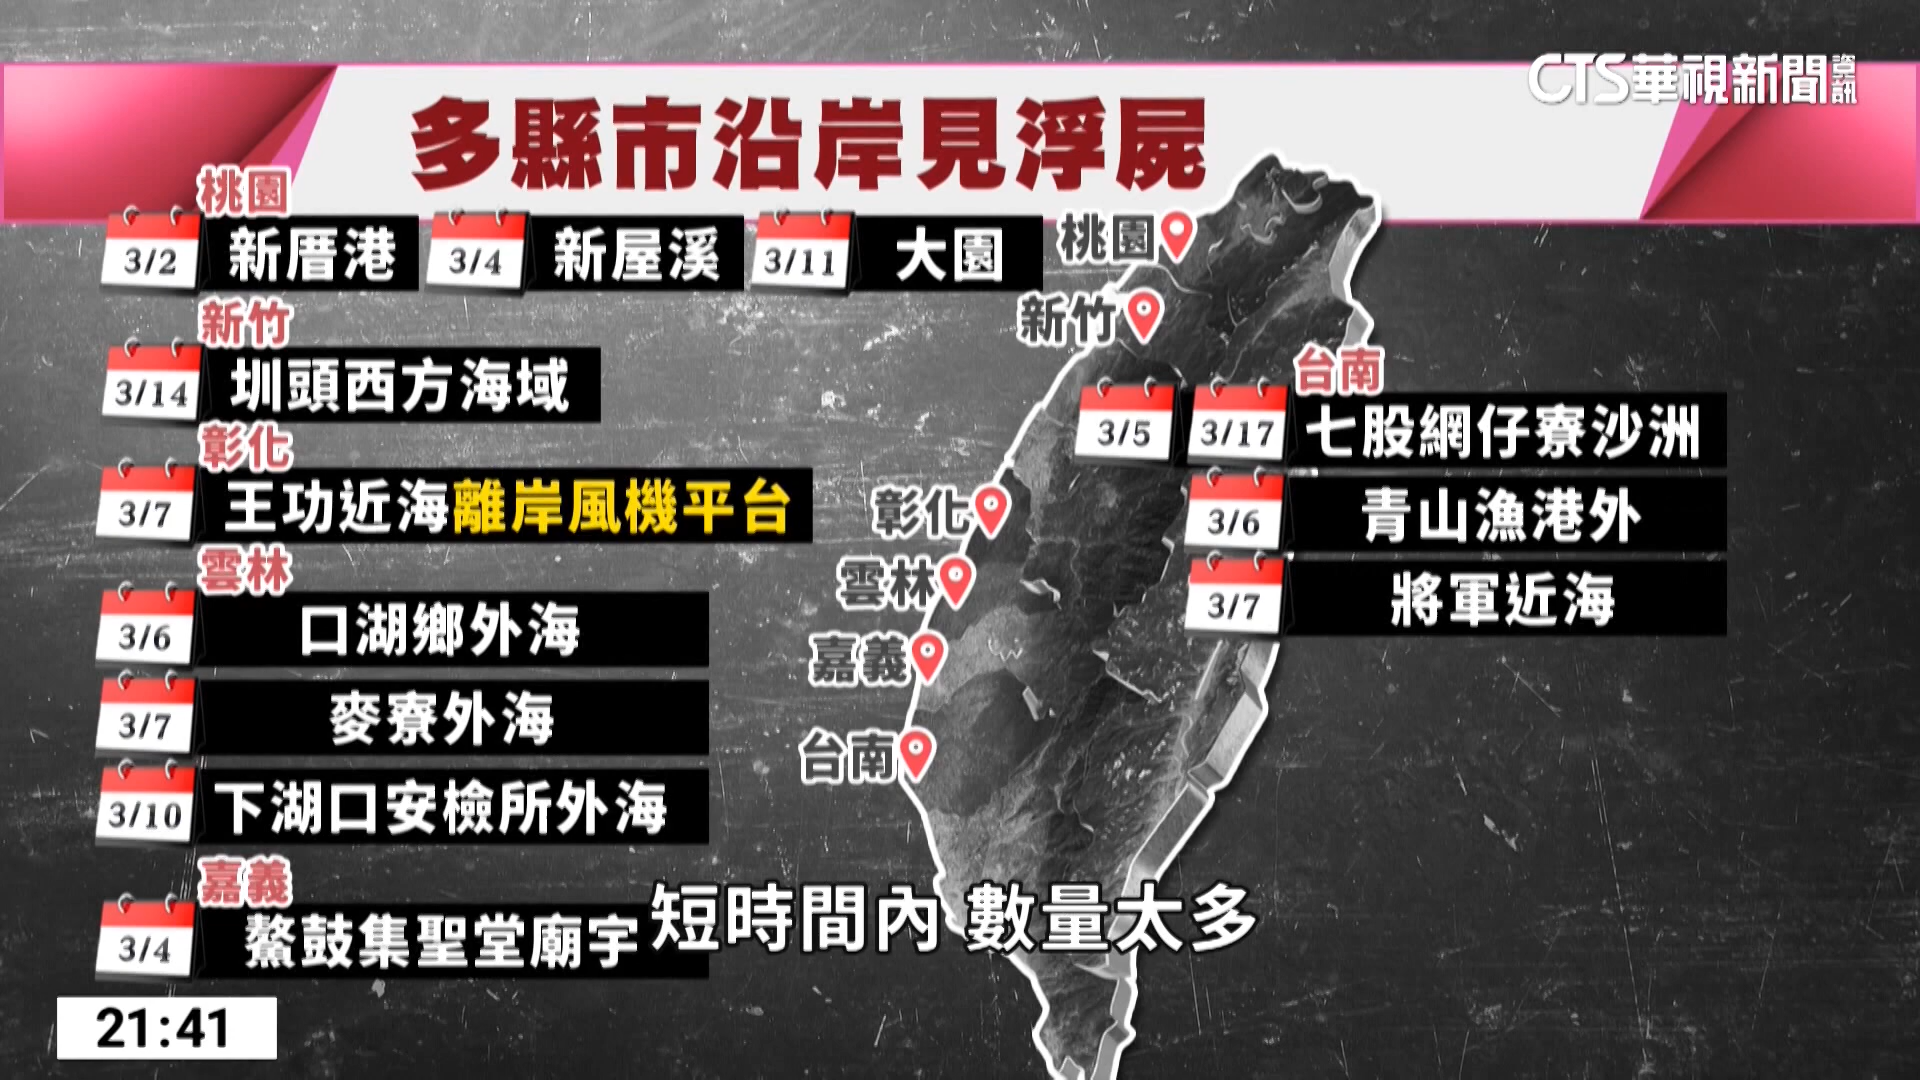 CTS華視新聞資訊
多縣市沿岸見浮屍
桃園
3/2 新厝港 3/4 新屋溪 3/11 大園
新竹
3/14 圳頭西方海域
彰化
3/7 王功近海離岸風機平台
雲林
3/6 口湖鄉外海
3/7 麥寮外海
3/10 下湖口安檢所外海
嘉義
3/4 鰲鼓集聖堂廟宇
桃園
新竹
彰化
雲林
嘉義
台南
台南
3/5 3/17 七股網仔寮沙洲
3/6 青山漁港外
3/7 將軍近海
短時間內 數量太多
21:41